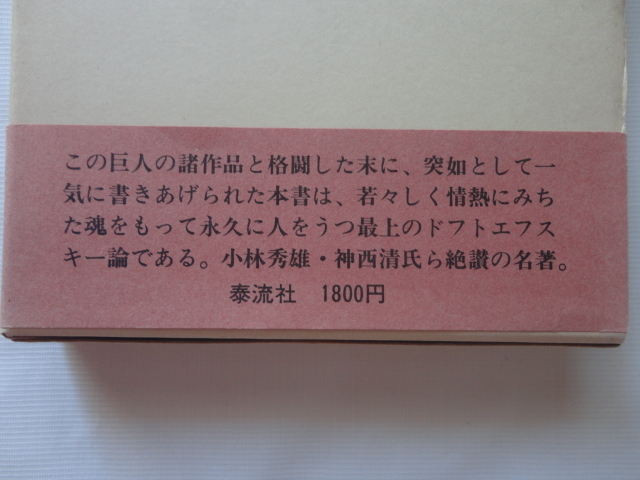 この巨人の諸作品と格闘した末に、突如として一
気に書きあげられた本書は、若々しく情熱にみち
た魂をもって永久に人をうつ最上のドフトエフス
キー論である。小林秀雄・神西清氏ら絶讃の名著。
泰流社 1800円